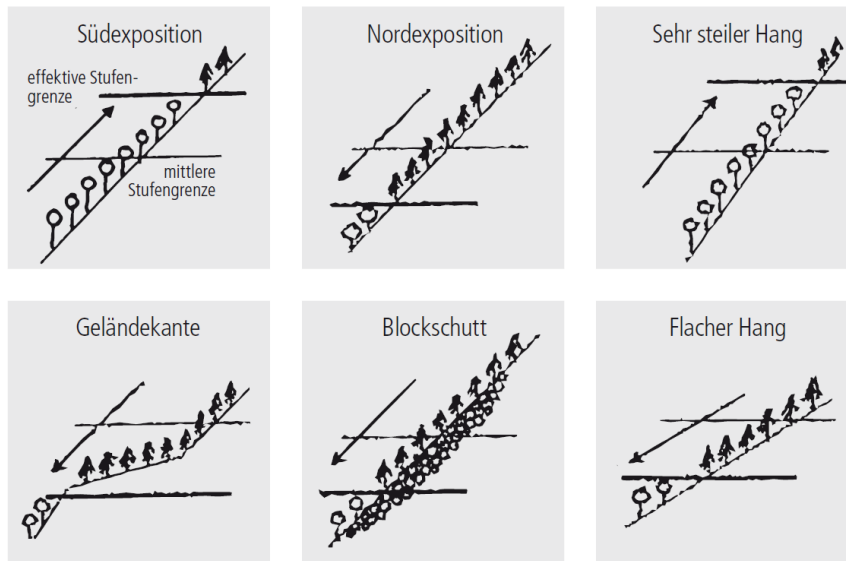 Südexposition
effektive Stufen-
grenze
mittlere
Stufengrenze
Nordexposition
Sehr steiler Hang
Geländekante
Blockschutt
Flacher Hang